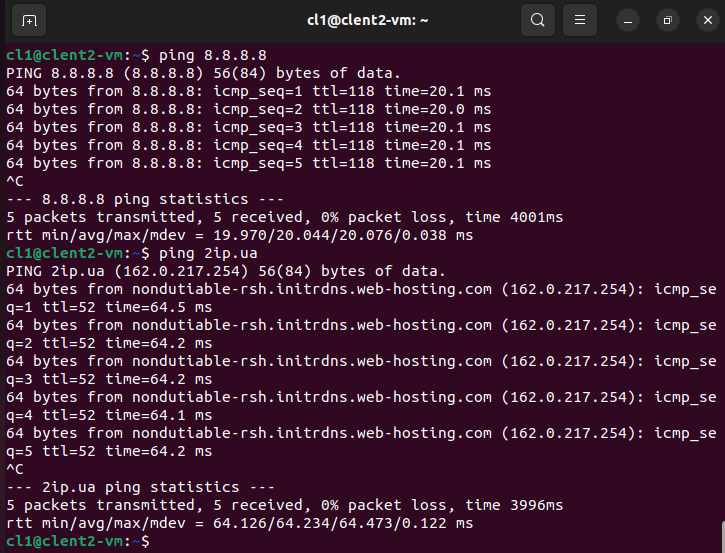 cl1@clent2-vm: ~
cl1@clent2-vm:~$ ping 8.8.8.8
PING 8.8.8.8 (8.8.8.8) 56(84) bytes of data.
64 bytes from 8.8.8.8: icmp_seq=1 ttl=118 time=20.1 ms
64 bytes from 8.8.8.8: icmp_seq=2 ttl=118 time=20.0 ms
64 bytes from 8.8.8.8: icmp_seq=3 ttl=118 time=20.1 ms
64 bytes from 8.8.8.8: icmp_seq=4 ttl=118 time=20.1 ms
64 bytes from 8.8.8.8: icmp_seq=5 ttl=118 time=20.1 ms
^C
--- 8.8.8.8 ping statistics ---
5 packets transmitted, 5 received, 0% packet loss, time 4001ms
rtt min/avg/max/mdev = 19.970/20.044/20.076/0.038 ms
cl1@clent2-vm:~$ ping 2ip.ua
PING 2ip.ua (162.0.217.254) 56(84) bytes of data.
64 bytes from nondutiable-rsh.initrdns.web-hosting.com (162.0.217.254): icmp_se
q=1 ttl=52 time=64.5 ms
64 bytes from nondutiable-rsh.initrdns.web-hosting.com (162.0.217.254): icmp_se
q=2 ttl=52 time=64.2 ms
64 bytes from nondutiable-rsh.initrdns.web-hosting.com (162.0.217.254): icmp_se
q=3 ttl=52 time=64.2 ms
64 bytes from nondutiable-rsh.initrdns.web-hosting.com (162.0.217.254): icmp_se
q=4 ttl=52 time=64.1 ms
64 bytes from nondutiable-rsh.initrdns.web-hosting.com (162.0.217.254): icmp_se
q=5 ttl=52 time=64.2 ms
^C
--- 2ip.ua ping statistics ---
5 packets transmitted, 5 received, 0% packet loss, time 3996ms
rtt min/avg/max/mdev = 64.126/64.234/64.473/0.122 ms
cl1@clent2-vm:~$